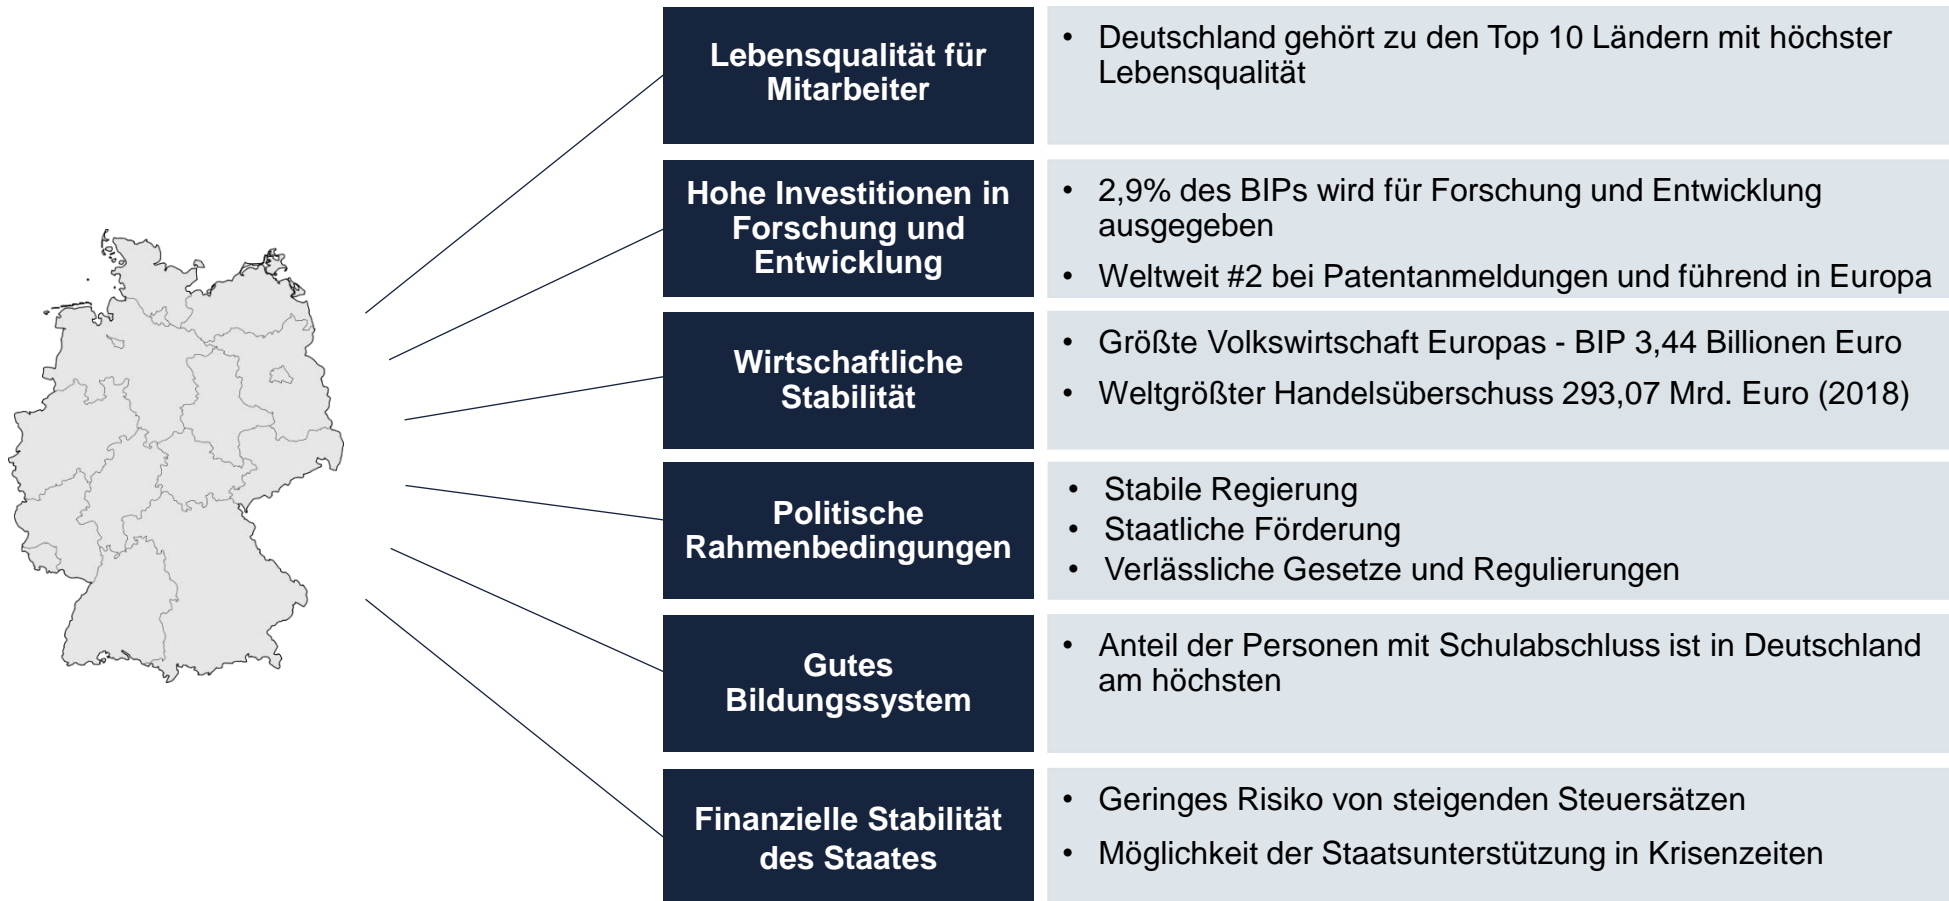 Lebensqualität für
Mitarbeiter
• Deutschland gehört zu den Top 10 Ländern mit höchster
Lebensqualität
Hohe Investitionen in
Forschung und
Entwicklung
• 2,9% des BIPs wird für Forschung und Entwicklung
ausgegeben
• Weltweit #2 bei Patentanmeldungen und führend in Europa
Wirtschaftliche
Stabilität
• Größte Volkswirtschaft Europas - BIP 3,44 Billionen Euro
• Weltgrößter Handelsüberschuss 293,07 Mrd. Euro (2018)
Politische
Rahmenbedingungen
• Stabile Regierung
• Staatliche Förderung
• Verlässliche Gesetze und Regulierungen
Gutes
Bildungssystem
• Anteil der Personen mit Schulabschluss ist in Deutschland
am höchsten
Finanzielle Stabilität
des Staates
• Geringes Risiko von steigenden Steuersätzen
• Möglichkeit der Staatsunterstützung in Krisenzeiten